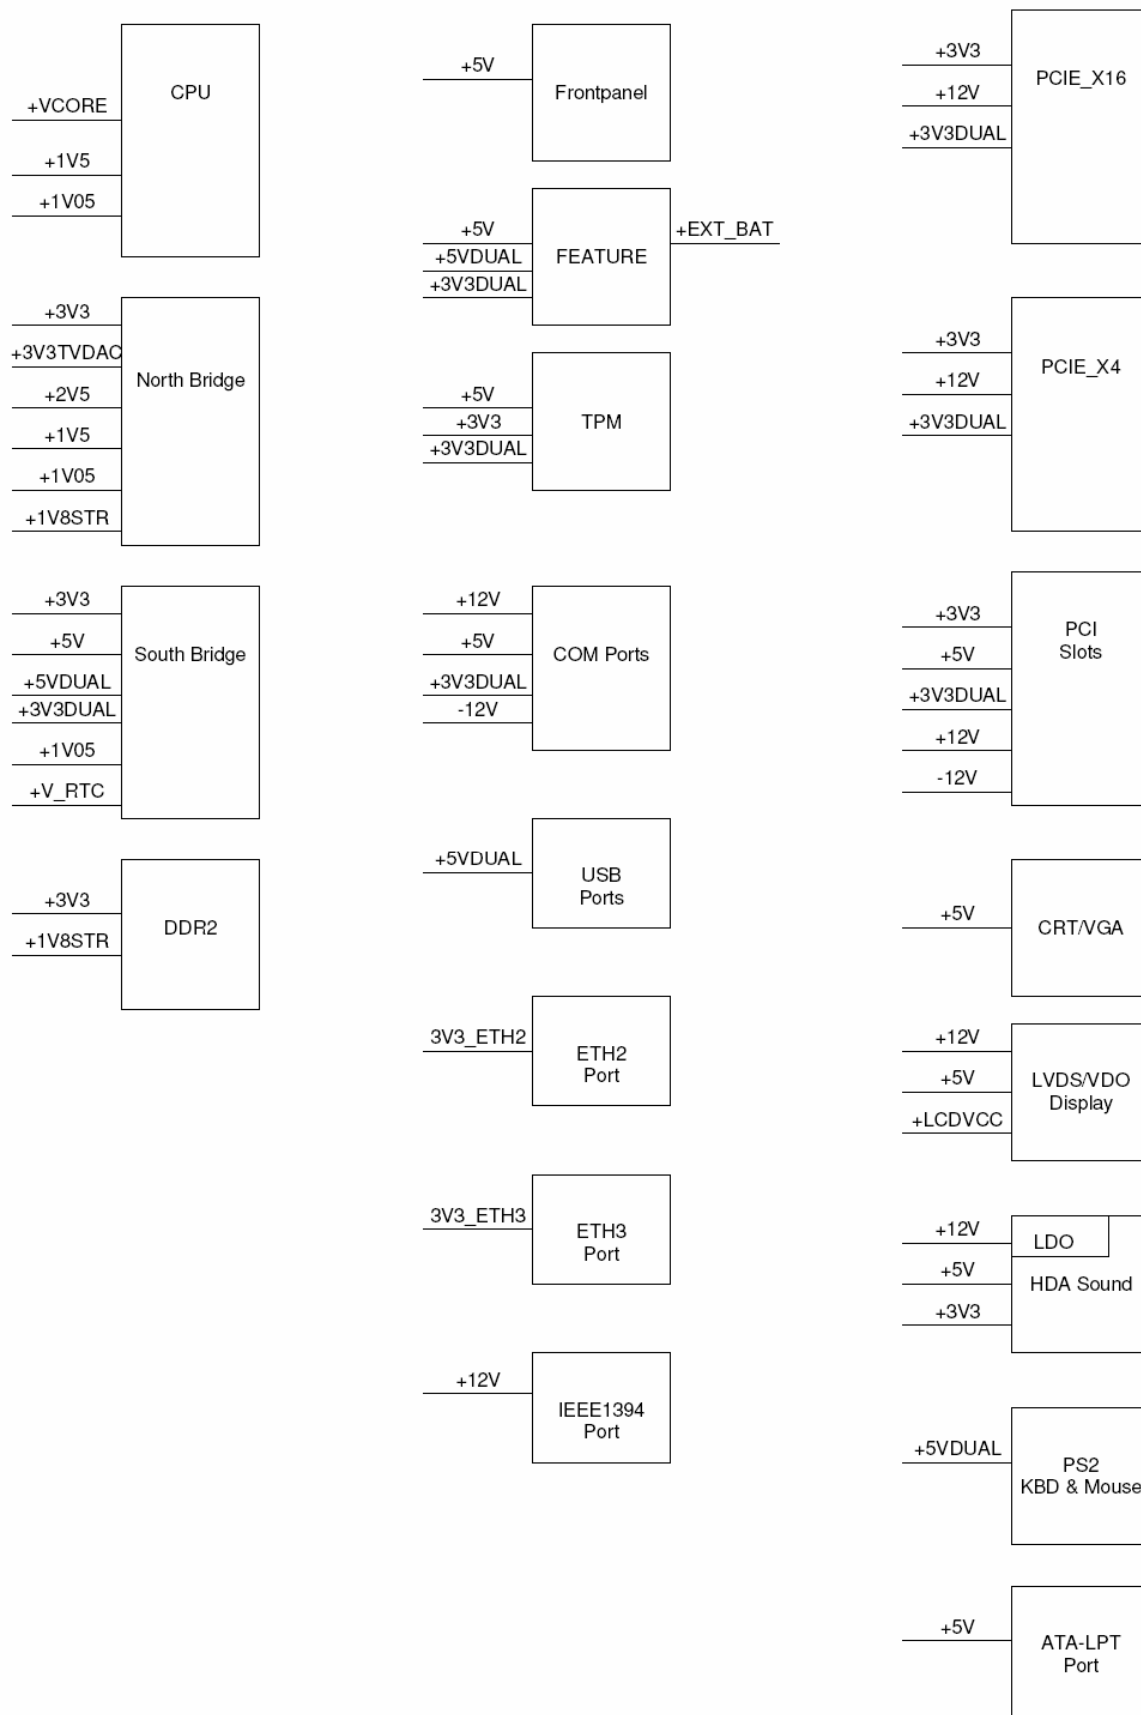 CPU
+VCORE
+1V5
+1V05
+3V3
+3V3TVDAC
North Bridge
+2V5
+1V5
+1V05
+1V8STR
+3V3
+5V
South Bridge
+5VDUAL
+3V3DUAL
+1V05
+V_RTC
+3V3
DDR2
+1V8STR
+5V
Frontpanel
+5V
+EXT_BAT
+5VDUAL
FEATURE
+3V3DUAL
+5V
+3V3
TPM
+3V3DUAL
+12V
+5V
COM Ports
+3V3DUAL
-12V
+5VDUAL
USB
Ports
3V3_ETH2
ETH2
Port
3V3_ETH3
ETH3
Port
+12V
IEEE1394
Port
+3V3
PCIE_X16
+12V
+3V3DUAL
+3V3
PCIE_X4
+12V
+3V3DUAL
+3V3
PCI
Slots
+5V
+3V3DUAL
+12V
-12V
+5V
CRT/VGA
+12V
+5V
LVDS/VDO
Display
+LCDVCC
+12V
LDO
+5V
HDA Sound
+3V3
+5VDUAL
PS2
KBD & Mouse
+5V
ATA-LPT
Port